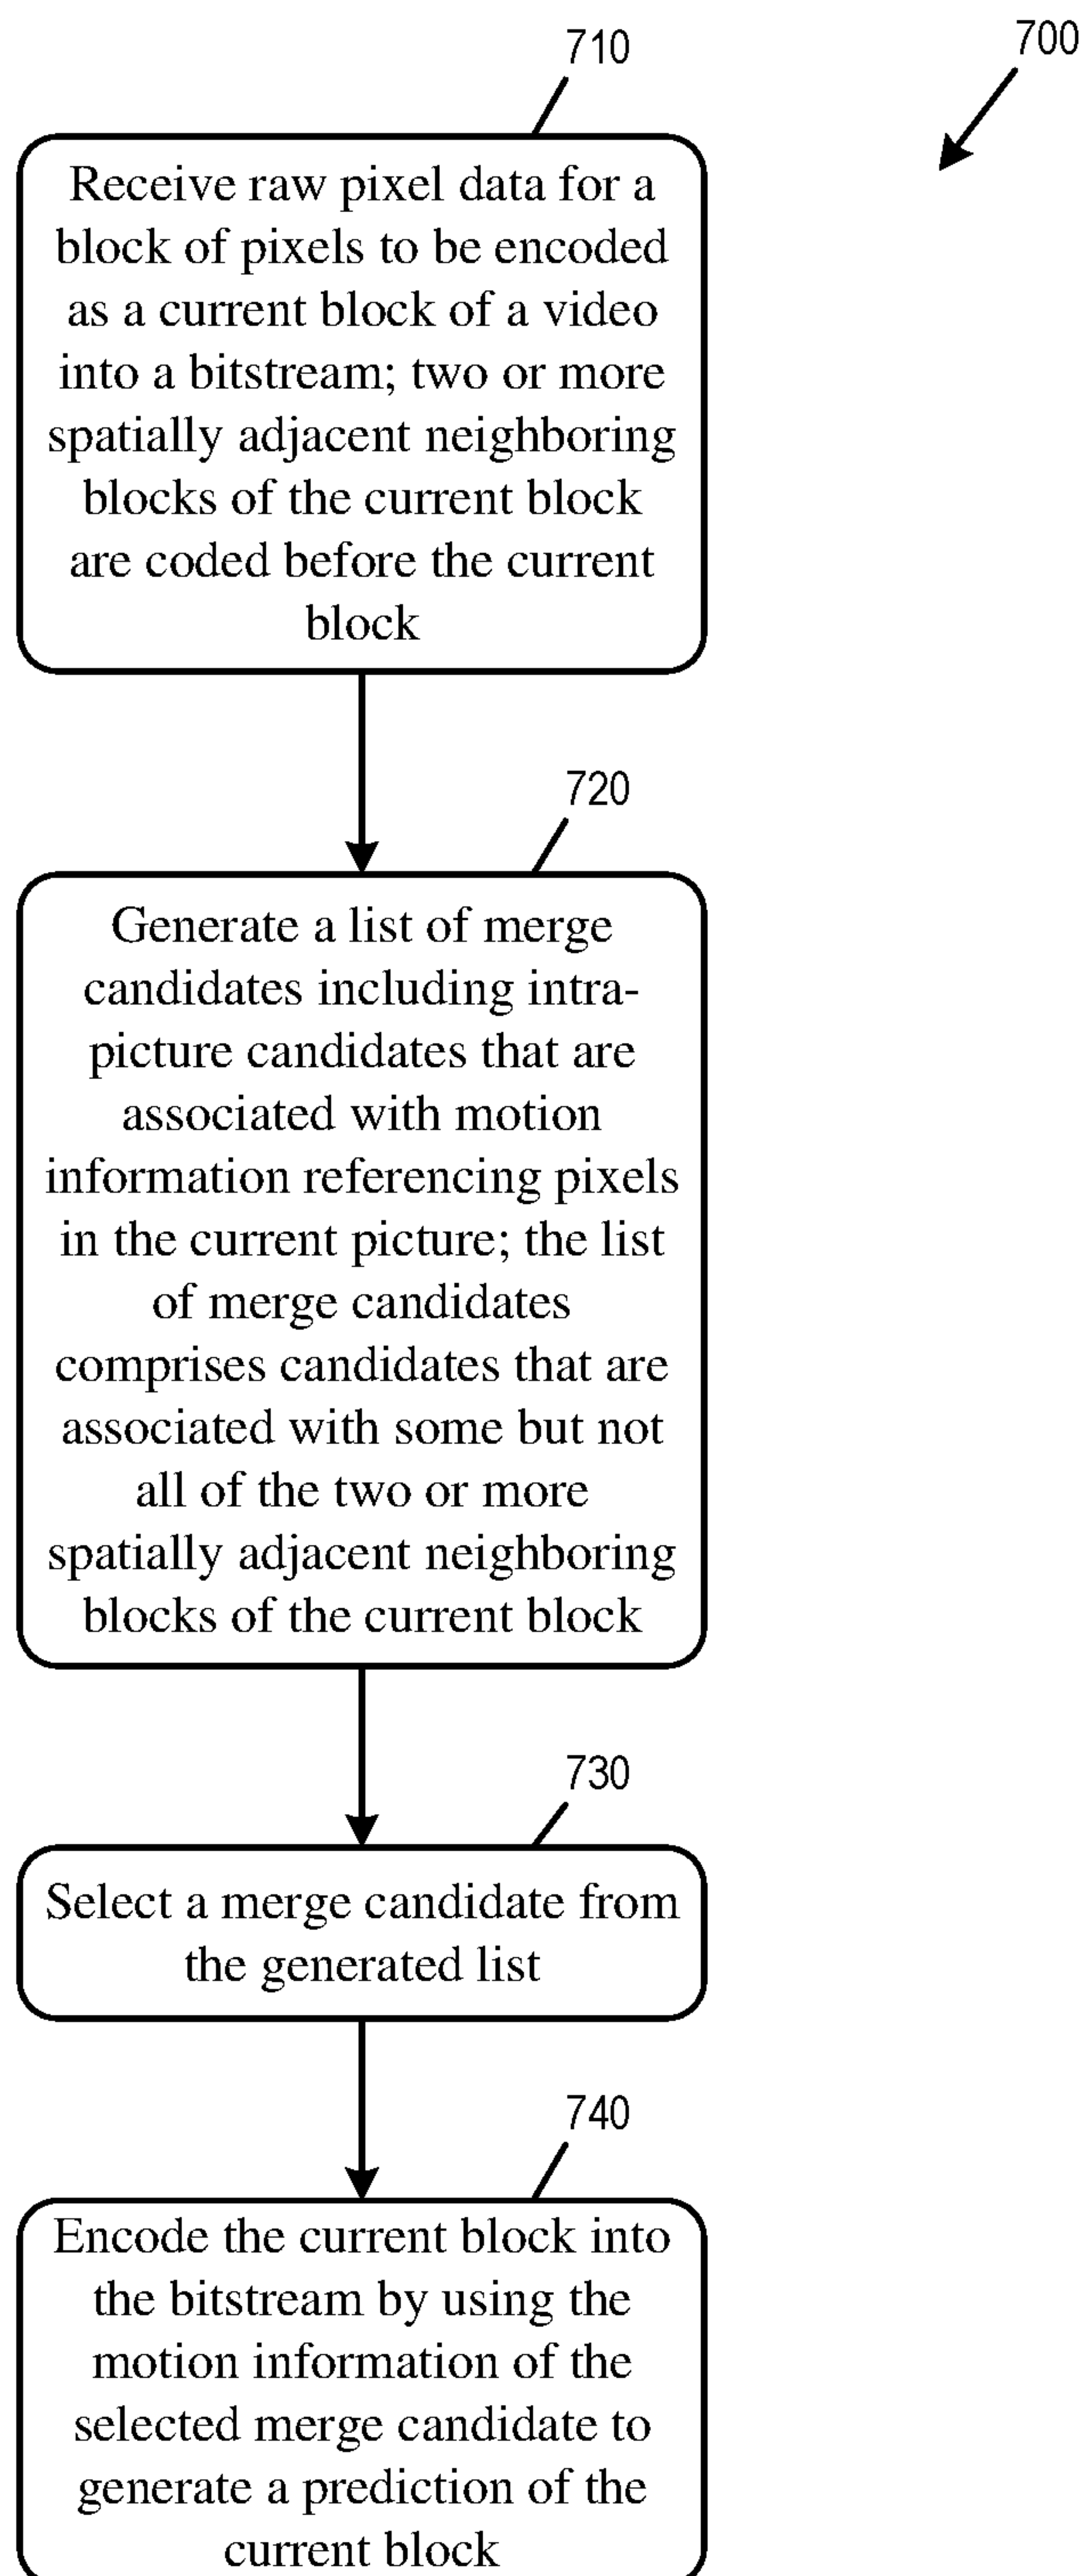 710
700
Receive raw pixel data for a
block of pixels to be encoded
as a current block of a video
into a bitstream; two or more
spatially adjacent neighboring
blocks of the current block
are coded before the current
block
720
Generate a list of merge
candidates including intra-
picture candidates that are
associated with motion
information referencing pixels
in the current picture; the list
of merge candidates
comprises candidates that are
associated with some but not
all of the two or more
spatially adjacent neighboring
blocks of the current block
730
Select a merge candidate from
the generated list
740
Encode the current block into
the bitstream by using the
motion information of the
selected merge candidate to
generate a prediction of the
current block